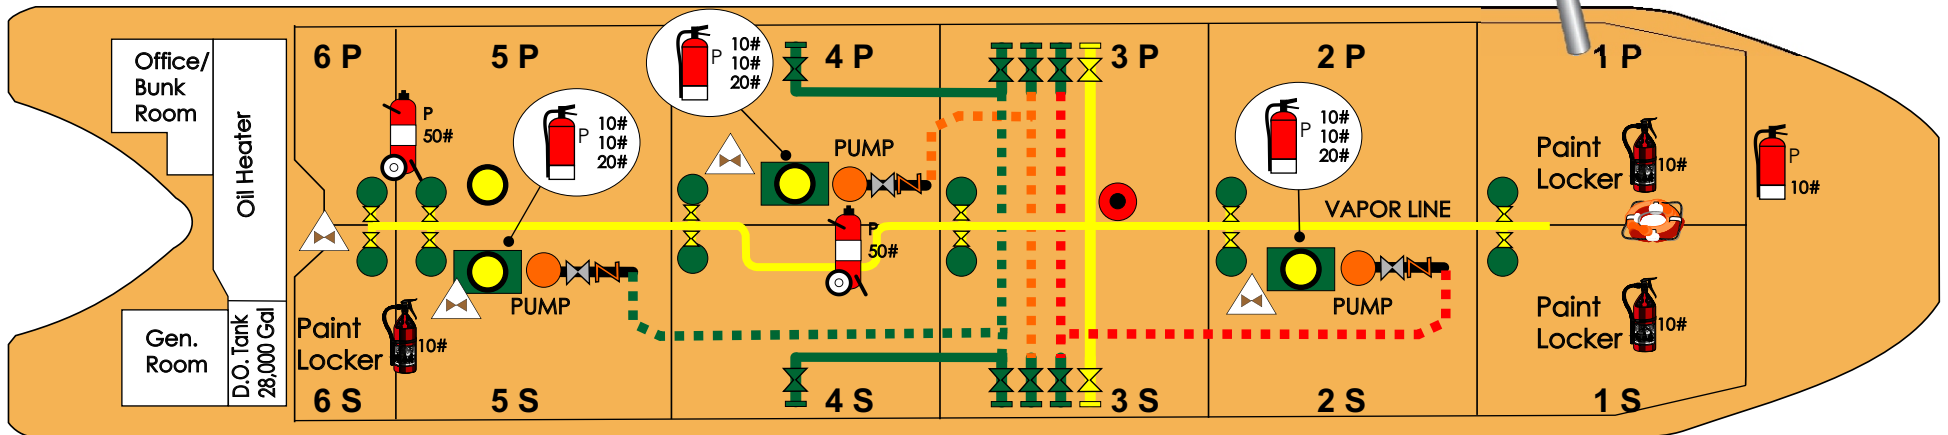 6 P
5 P
4 P
3 P
2 P
1 P
Office/
Bunk
Room
Oil Heater
P
50#
P
10#
10#
20#
P
10#
10#
20#
PUMP
P
10#
10#
20#
Paint
Locker
10#
P
10#
VAPOR LINE
P
50#
PUMP
PUMP
Gen.
Room
D.O. Tank
28,000 Gal
Paint
Locker
10#
Paint
Locker
10#
6 S
5 S
4 S
3 S
2 S
1 S